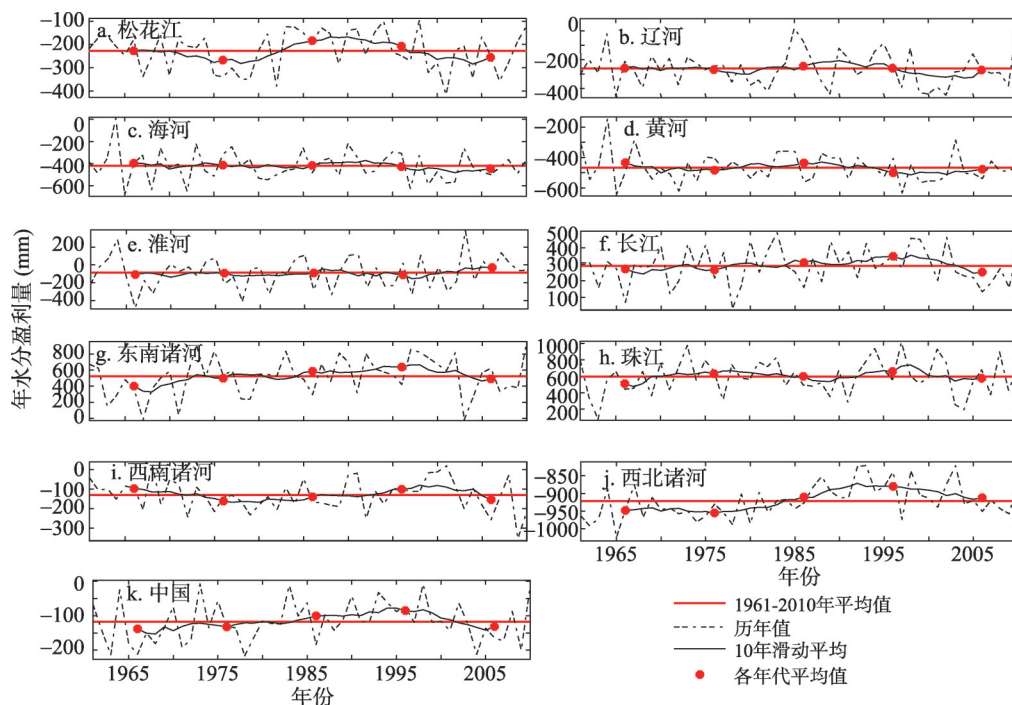 年水分盈利量 (mm)
a. 松花江
-100
-200
-300
-400
b. 辽河
0
-200
-400
c. 海河
0
-200
-400
-600
d. 黄河
-200
-400
-600
e. 淮河
200
0
-200
-400
f. 长江
500
400
300
200
100
g. 东南诸河
800
600
400
200
0
h. 珠江
1000
800
600
400
200
i. 西南诸河
0
-100
-200
-300
j. 西北诸河
-850
-900
-950
-1000
1965 1975 1985 1995 2005
年份
k. 中国
0
-100
-200
1965 1975 1985 1995 2005
年份
1961-2010年平均值
历年值
10年滑动平均
各年代平均值